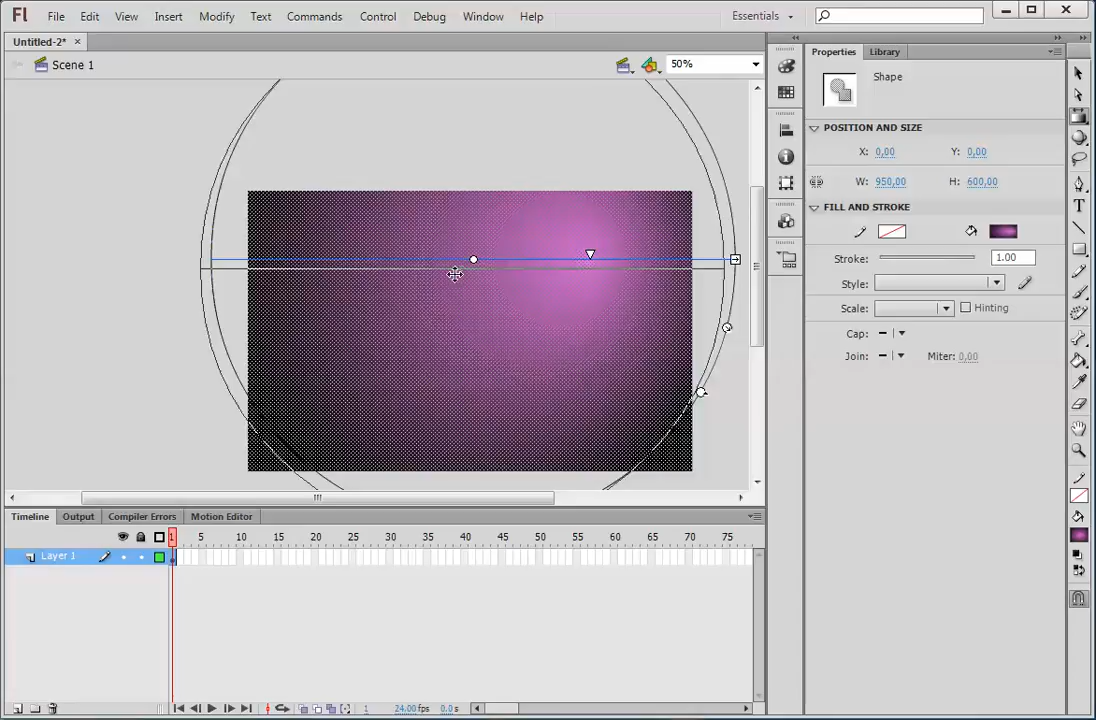 Fl File Edit View Insert Modify Text Commands Control Debug Window Help Essentials
Untitled-2*
Scene 1 50%
Properties Library
Shape
POSITION AND SIZE
X: 0,00 Y: 0,00
W: 950,00 H: 600,00
FILL AND STROKE
Stroke: 1.00
Style:
Scale: Hinting
Cap:
Join: Miter: 0,00
Timeline Output Compiler Errors Motion Editor
1 5 10 15 20 25 30 35 40 45 50 55 60 65 70 75
Layer 1
1 24.00 fps 0.0 s